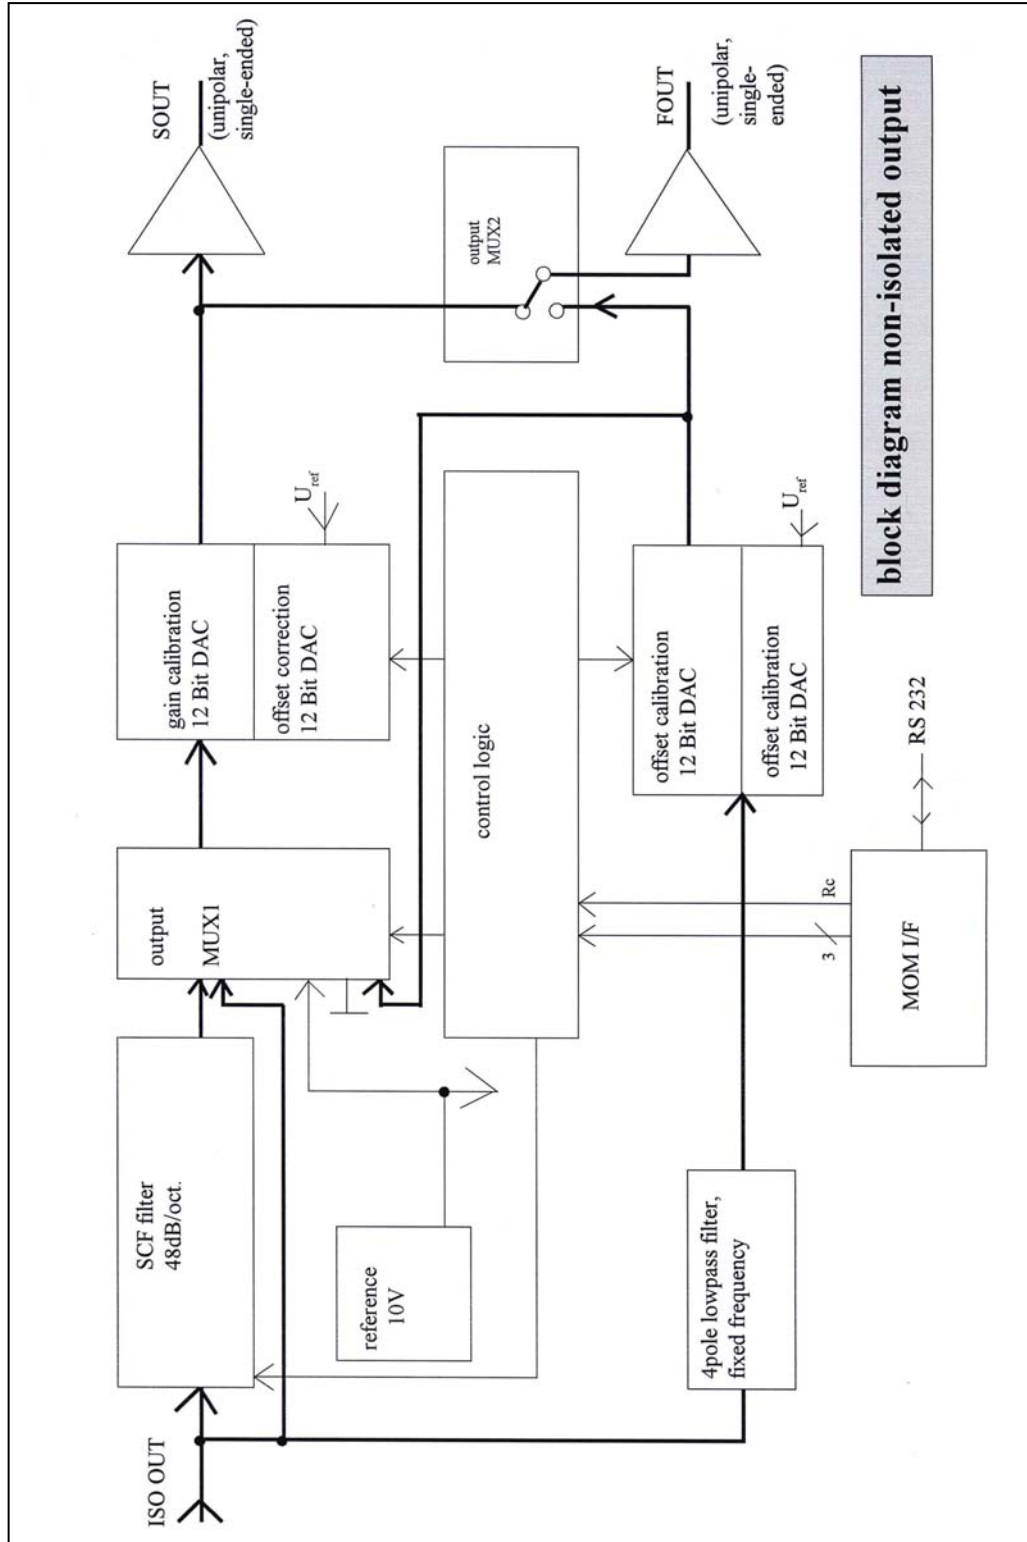 ISO OUT
SCF filter
48dB/oct.
output
MUX1
gain calibration
12 Bit DAC
offset correction
12 Bit DAC
U ref
SOUT
(unipolar,
single-ended)
reference
10V
control logic
output
MUX2
4pole lowpass filter,
fixed frequency
offset calibration
12 Bit DAC
offset calibration
12 Bit DAC
U ref
FOUT
(unipolar,
single-
ended)
3
Rc
MOM I/F
RS 232
block diagram non-isolated output